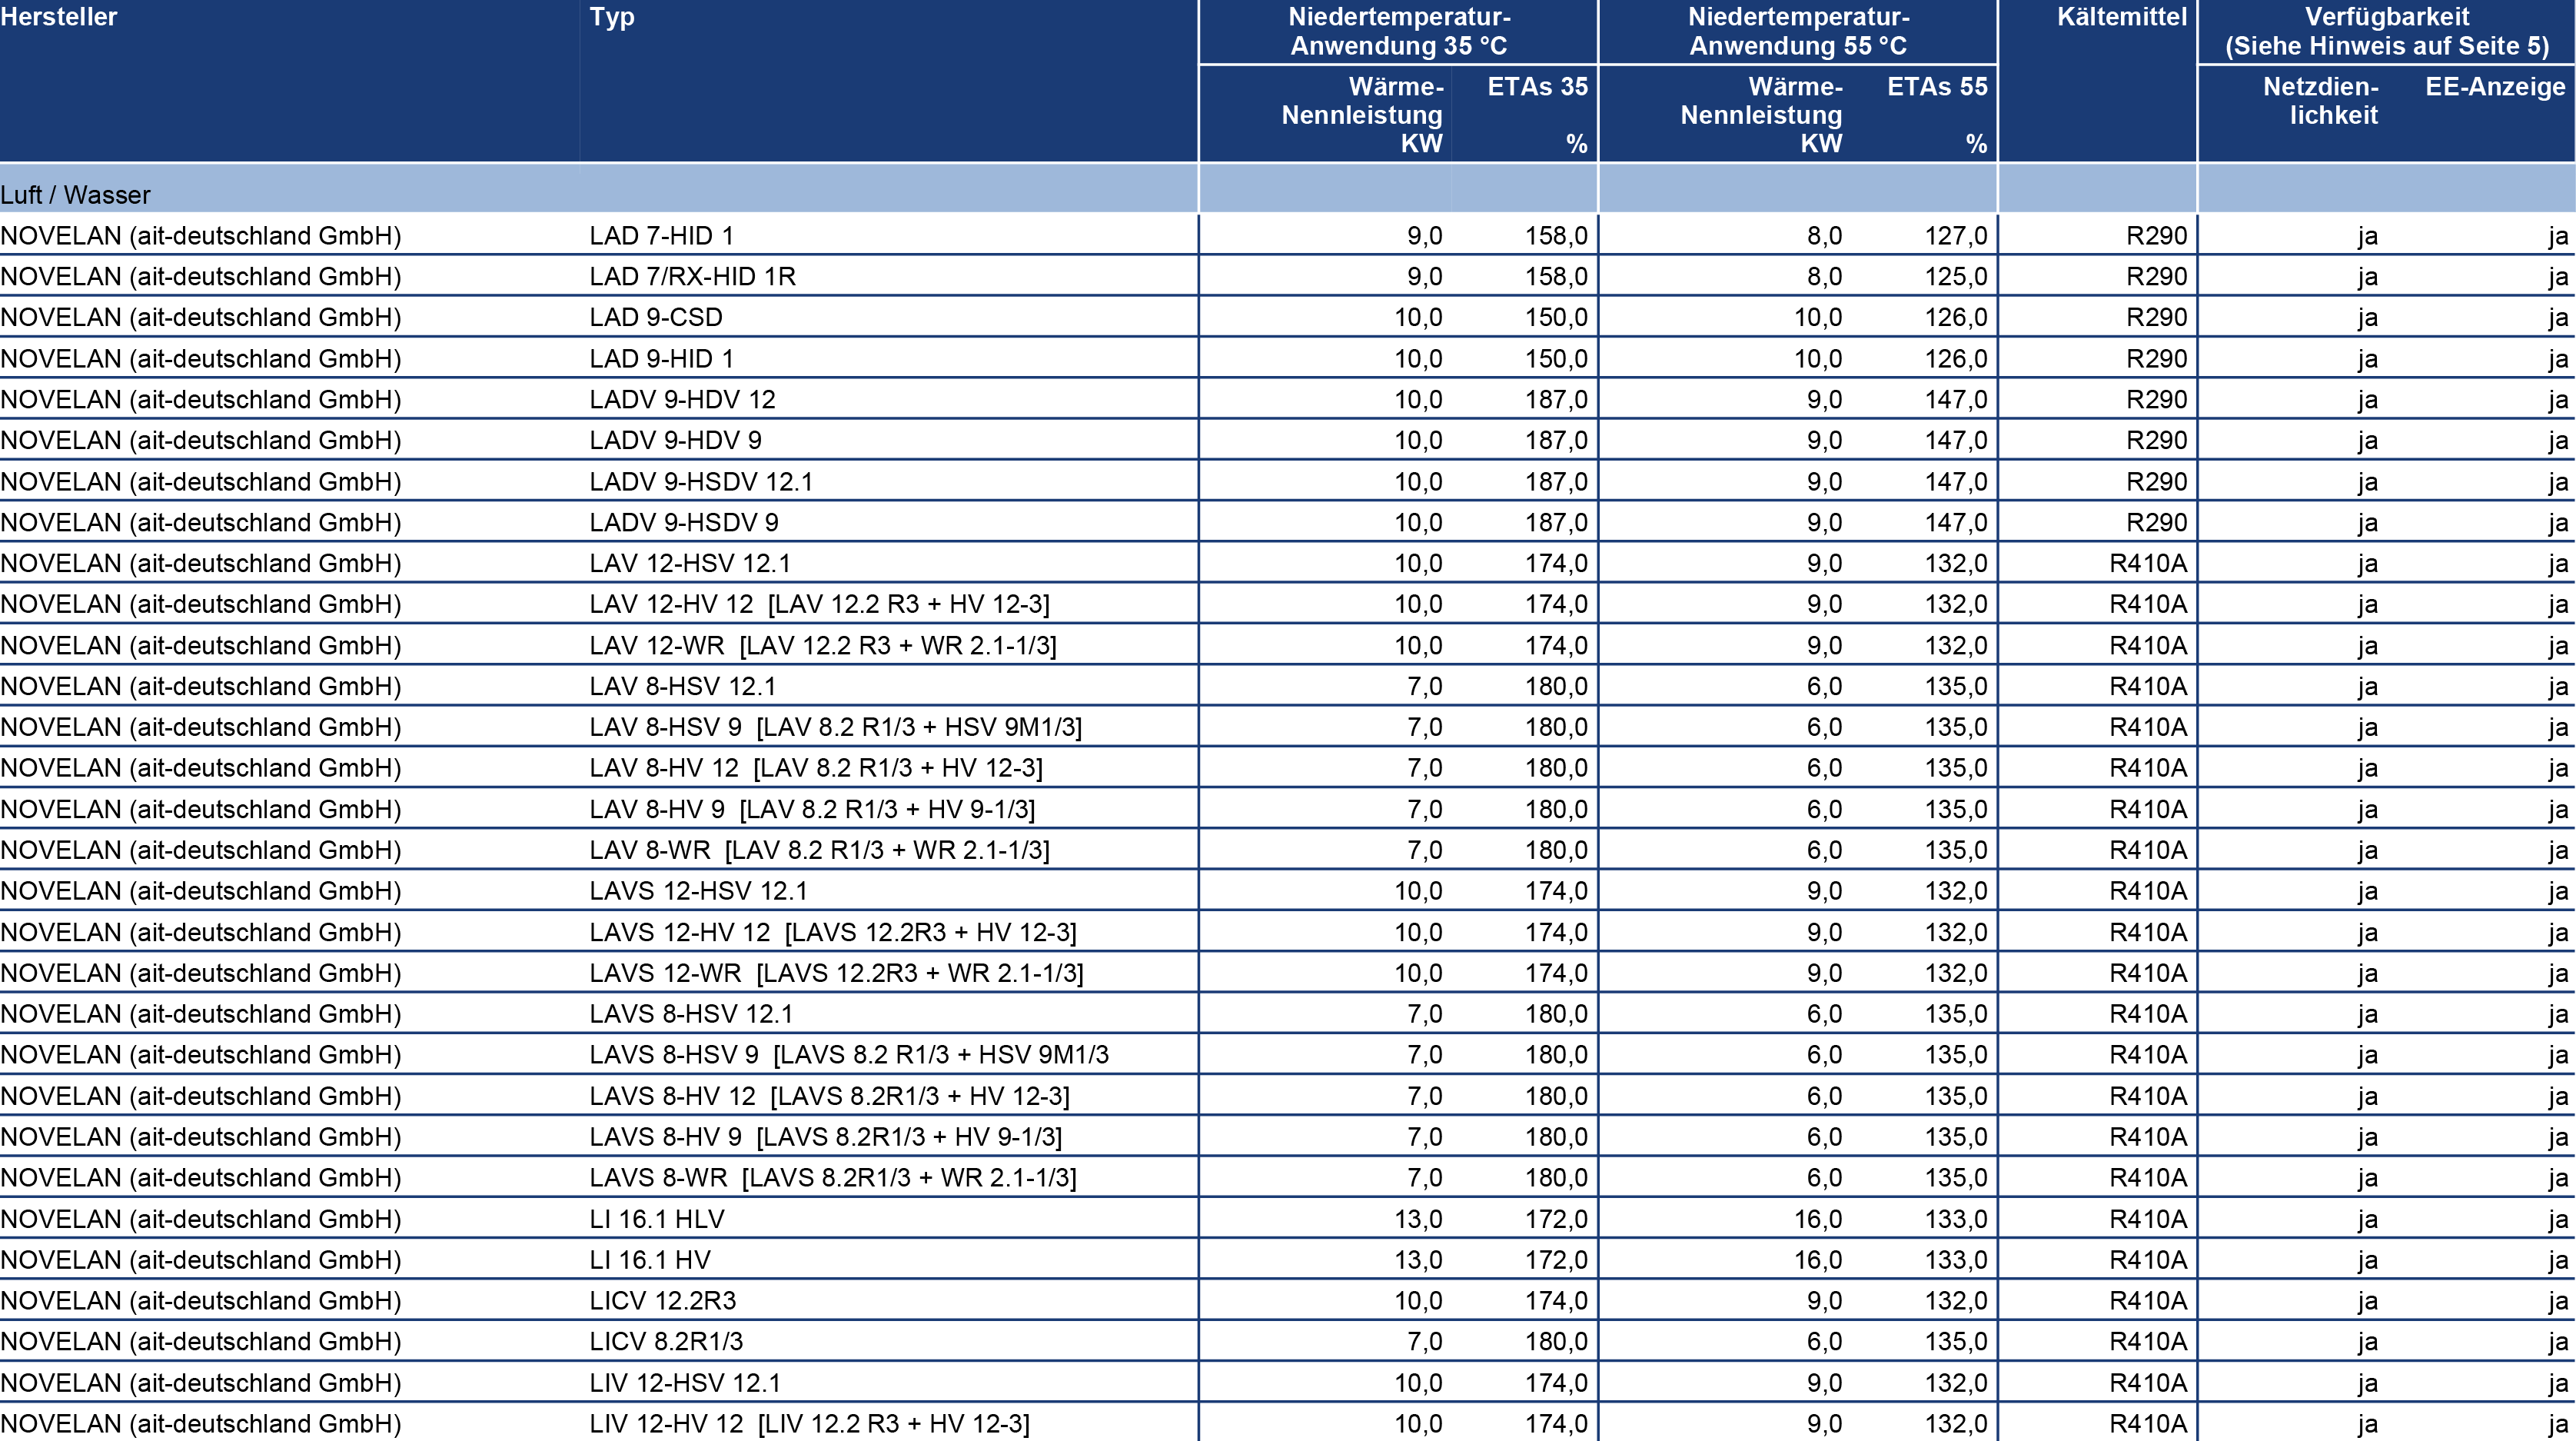 Hersteller Typ Niedertemperatur- Niedertemperatur- Kältemittel Verfügbarkeit
Anwendung 35 °C Anwendung 55 °C (Siehe Hinweis auf Seite 5)
Wärme- ETAs 35 Wärme- ETAs 55 Netzdien- EE-Anzeige
Nennleistung Nennleistung lichkeit
KW % KW %
Luft / Wasser
NOVELAN (ait-deutschland GmbH) LAD 7-HID 1 9,0 158,0 8,0 127,0 R290 ja ja
NOVELAN (ait-deutschland GmbH) LAD 7/RX-HID 1R 9,0 158,0 8,0 125,0 R290 ja ja
NOVELAN (ait-deutschland GmbH) LAD 9-CSD 10,0 150,0 10,0 126,0 R290 ja ja
NOVELAN (ait-deutschland GmbH) LAD 9-HID 1 10,0 150,0 10,0 126,0 R290 ja ja
NOVELAN (ait-deutschland GmbH) LADV 9-HDV 12 10,0 187,0 9,0 147,0 R290 ja ja
NOVELAN (ait-deutschland GmbH) LADV 9-HDV 9 10,0 187,0 9,0 147,0 R290 ja ja
NOVELAN (ait-deutschland GmbH) LADV 9-HSDV 12.1 10,0 187,0 9,0 147,0 R290 ja ja
NOVELAN (ait-deutschland GmbH) LADV 9-HSDV 9 10,0 187,0 9,0 147,0 R290 ja ja
NOVELAN (ait-deutschland GmbH) LAV 12-HSV 12.1 10,0 174,0 9,0 132,0 R410A ja ja
NOVELAN (ait-deutschland GmbH) LAV 12-HV 12 [LAV 12.2 R3 + HV 12-3] 10,0 174,0 9,0 132,0 R410A ja ja
NOVELAN (ait-deutschland GmbH) LAV 12-WR [LAV 12.2 R3 + WR 2.1-1/3] 10,0 174,0 9,0 132,0 R410A ja ja
NOVELAN (ait-deutschland GmbH) LAV 8-HSV 12.1 7,0 180,0 6,0 135,0 R410A ja ja
NOVELAN (ait-deutschland GmbH) LAV 8-HSV 9 [LAV 8.2 R1/3 + HSV 9M1/3] 7,0 180,0 6,0 135,0 R410A ja ja
NOVELAN (ait-deutschland GmbH) LAV 8-HV 12 [LAV 8.2 R1/3 + HV 12-3] 7,0 180,0 6,0 135,0 R410A ja ja
NOVELAN (ait-deutschland GmbH) LAV 8-HV 9 [LAV 8.2 R1/3 + HV 9-1/3] 7,0 180,0 6,0 135,0 R410A ja ja
NOVELAN (ait-deutschland GmbH) LAV 8-WR [LAV 8.2 R1/3 + WR 2.1-1/3] 7,0 180,0 6,0 135,0 R410A ja ja
NOVELAN (ait-deutschland GmbH) LAVS 12-HSV 12.1 10,0 174,0 9,0 132,0 R410A ja ja
NOVELAN (ait-deutschland GmbH) LAVS 12-HV 12 [LAVS 12.2R3 + HV 12-3] 10,0 174,0 9,0 132,0 R410A ja ja
NOVELAN (ait-deutschland GmbH) LAVS 12-WR [LAVS 12.2R3 + WR 2.1-1/3] 10,0 174,0 9,0 132,0 R410A ja ja
NOVELAN (ait-deutschland GmbH) LAVS 8-HSV 12.1 7,0 180,0 6,0 135,0 R410A ja ja
NOVELAN (ait-deutschland GmbH) LAVS 8-HSV 9 [LAVS 8.2 R1/3 + HSV 9M1/3 7,0 180,0 6,0 135,0 R410A ja ja
NOVELAN (ait-deutschland GmbH) LAVS 8-HV 12 [LAVS 8.2R1/3 + HV 12-3] 7,0 180,0 6,0 135,0 R410A ja ja
NOVELAN (ait-deutschland GmbH) LAVS 8-HV 9 [LAVS 8.2R1/3 + HV 9-1/3] 7,0 180,0 6,0 135,0 R410A ja ja
NOVELAN (ait-deutschland GmbH) LAVS 8-WR [LAVS 8.2R1/3 + WR 2.1-1/3] 7,0 180,0 6,0 135,0 R410A ja ja
NOVELAN (ait-deutschland GmbH) LI 16.1 HLV 13,0 172,0 16,0 133,0 R410A ja ja
NOVELAN (ait-deutschland GmbH) LI 16.1 HV 13,0 172,0 16,0 133,0 R410A ja ja
NOVELAN (ait-deutschland GmbH) LICV 12.2R3 10,0 174,0 9,0 132,0 R410A ja ja
NOVELAN (ait-deutschland GmbH) LICV 8.2R1/3 7,0 180,0 6,0 135,0 R410A ja ja
NOVELAN (ait-deutschland GmbH) LIV 12-HSV 12.1 10,0 174,0 9,0 132,0 R410A ja ja
NOVELAN (ait-deutschland GmbH) LIV 12-HV 12 [LIV 12.2 R3 + HV 12-3] 10,0 174,0 9,0 132,0 R410A ja ja